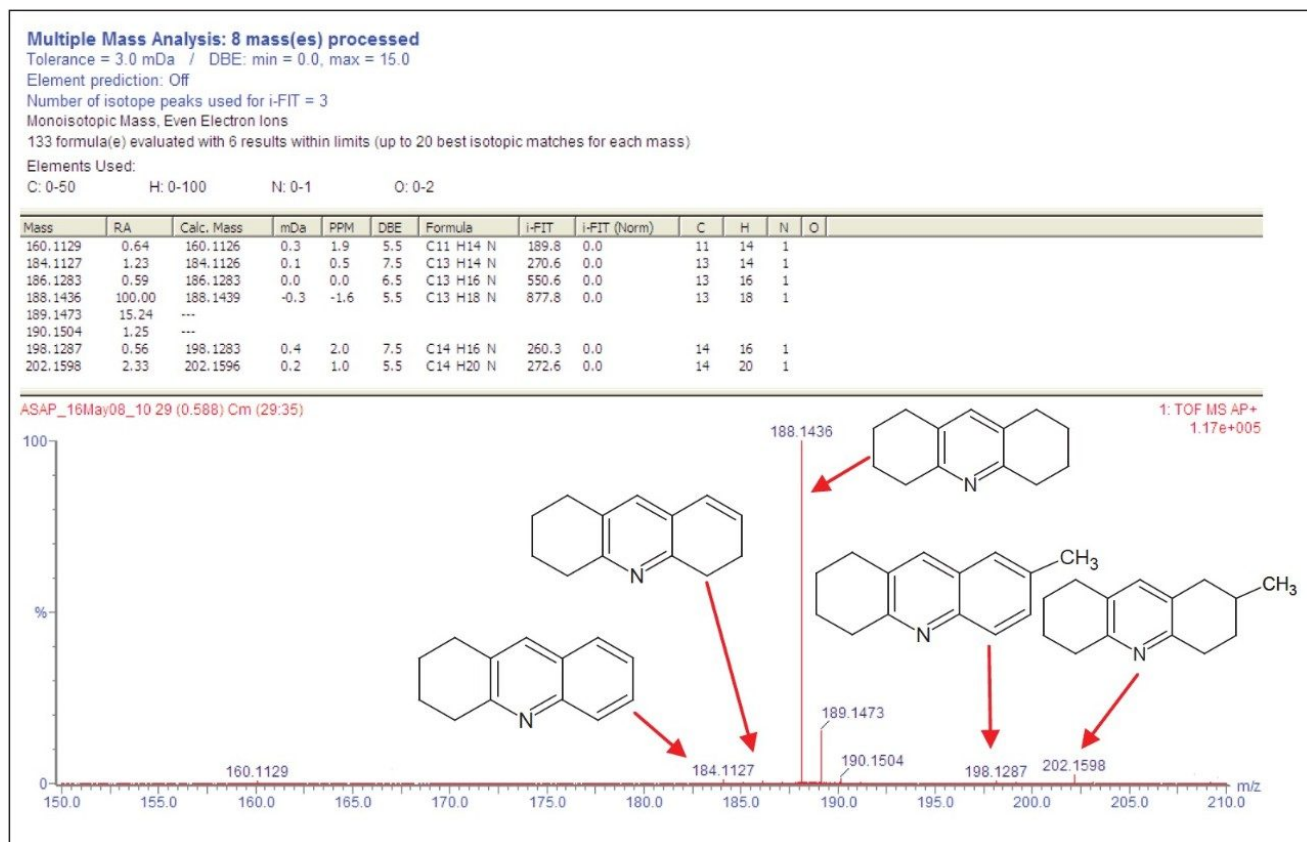 Multiple Mass Analysis: 8 mass(es) processed
Tolerance = 3.0 mDa / DBE: min = 0.0, max = 15.0
Element prediction: Off
Number of isotope peaks used for i-FIT = 3
Monoisotopic Mass, Even Electron Ions
133 formula(e) evaluated with 6 results within limits (up to 20 best isotopic matches for each mass)
Elements Used:
C: 0-50 H: 0-100 N: 0-1 O: 0-2
Mass RA Calc. Mass mDa PPM DBE Formula i-FIT i-FIT (Norm) C H N O
160.1129 0.64 160.1126 0.3 1.9 5.5 C11 H14 N 189.8 0.0 11 14 1
184.1127 1.23 184.1126 0.1 0.5 7.5 C13 H14 N 270.6 0.0 13 14 1
186.1283 0.59 186.1283 0.0 0.0 6.5 C13 H16 N 550.6 0.0 13 16 1
188.1436 100.00 188.1439 -0.3 -1.6 5.5 C13 H18 N 877.8 0.0 13 18 1
189.1473 15.24 ---
190.1504 1.25 ---
198.1287 0.56 198.1283 0.4 2.0 7.5 C14 H16 N 260.3 0.0 14 16 1
202.1598 2.33 202.1596 0.2 1.0 5.5 C14 H20 N 272.6 0.0 14 20 1
ASAP_16May08_10 29 (0.588) Cm (29:35)
1: TOF MS AP+
1.17e+005
100
188.1436
N
N
CH3
CH3
%
N
N
N
189.1473
190.1504
160.1129
184.1127
198.1287
202.1598
0
150.0 155.0 160.0 165.0 170.0 175.0 180.0 185.0 190.0 195.0 200.0 205.0 210.0 m/z